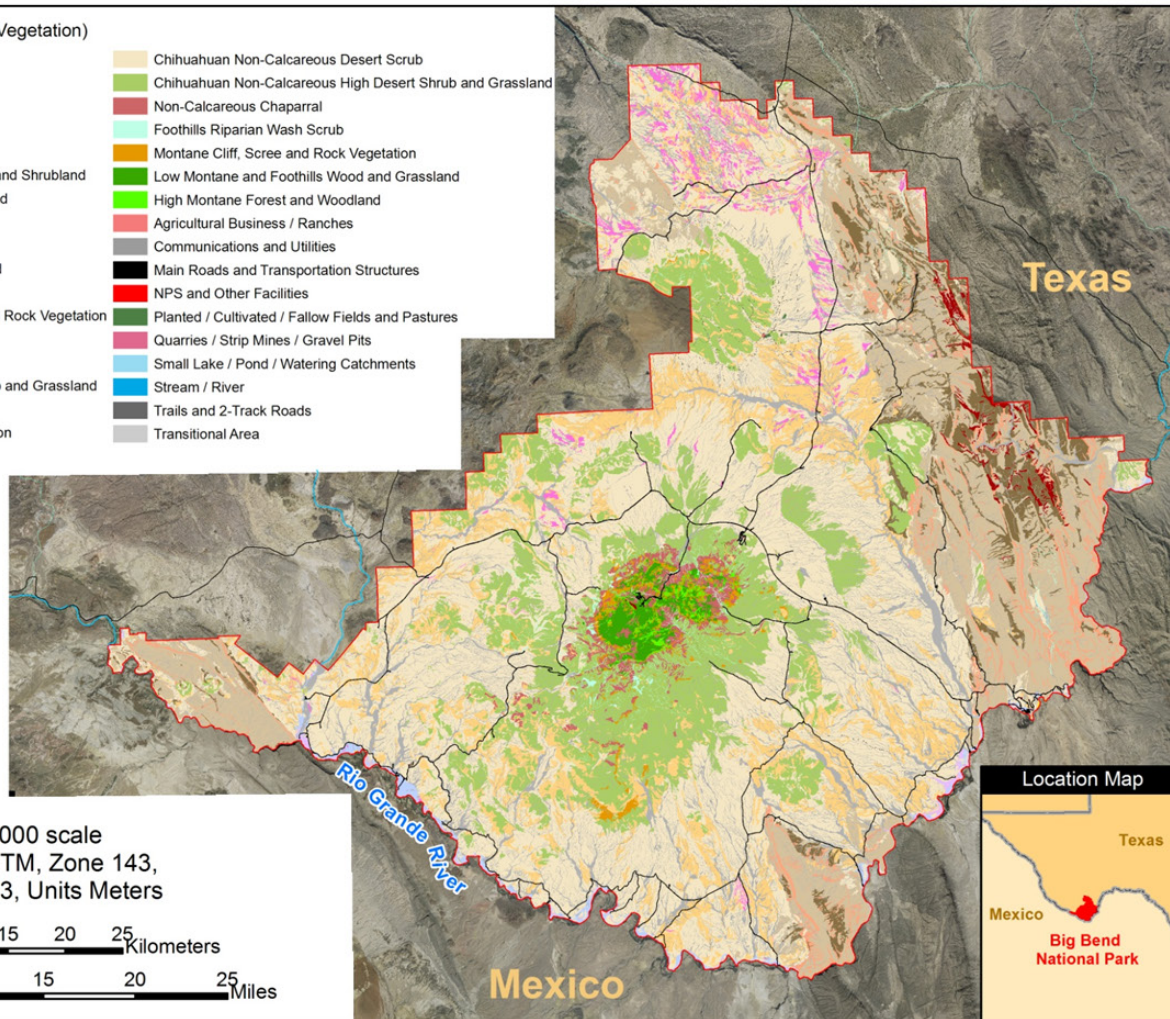 Vegetation)
Chihuahuan Non-Calcareous Desert Scrub
Chihuahuan Non-Calcareous High Desert Shrub and Grassland
Non-Calcareous Chaparral
Foothills Riparian Wash Scrub
Montane Cliff, Scree and Rock Vegetation
and Shrubland
Low Montane and Foothills Wood and Grassland
High Montane Forest and Woodland
Agricultural Business / Ranches
Communications and Utilities
Main Roads and Transportation Structures
NPS and Other Facilities
Rock Vegetation
Planted / Cultivated / Fallow Fields and Pastures
Quarries / Strip Mines / Gravel Pits
Small Lake / Pond / Watering Catchments
and Grassland
Stream / River
Trails and 2-Track Roads
Transitional Area
Texas
Rio Grande River
Mexico
000 scale
TM, Zone 143,
3, Units Meters
15 20 25
Kilometers
15 20 25
Miles
Location Map
Texas
Mexico
Big Bend
National Park